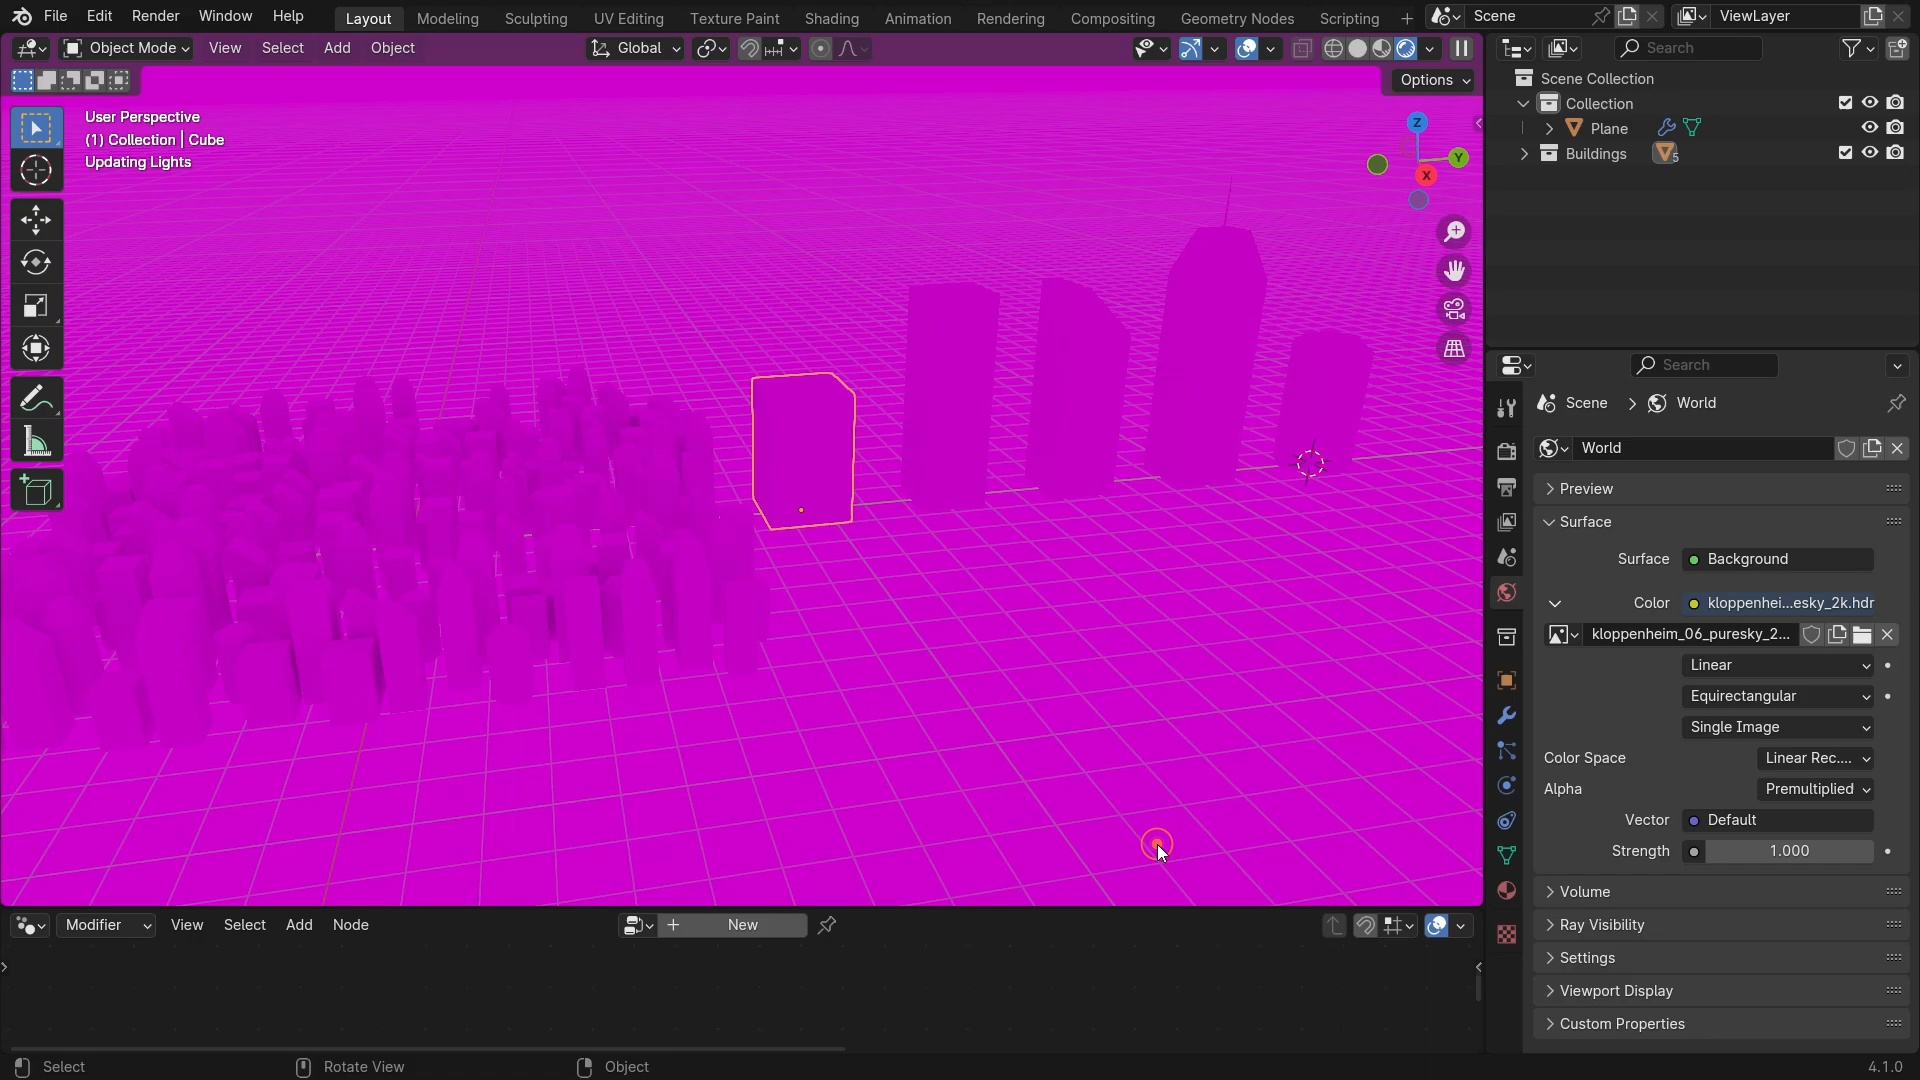 File Edit Render Window Help Layout Modeling Sculpting UV Editing Texture Paint Shading Animation Rendering Compositing Geometry Nodes Scripting Scene ViewLayer
Object Mode View Select Add Object Global Search
Options
User Perspective
(1) Collection | Cube
Updating Lights
Z
Y
X
Scene Collection
Collection
Plane
Buildings 5
Search
Scene > World
World
Preview
Surface
Surface Background
Color kloppenhei...esky_2k.hdr
kloppenheim_06_puresky_2...
Linear
Equirectangular
Single Image
Color Space Linear Rec....
Alpha Premultiplied
Vector Default
Strength 1.000
Volume
Ray Visibility
Settings
Viewport Display
Custom Properties
Modifier View Select Add Node New
Select Rotate View Object 4.1.0